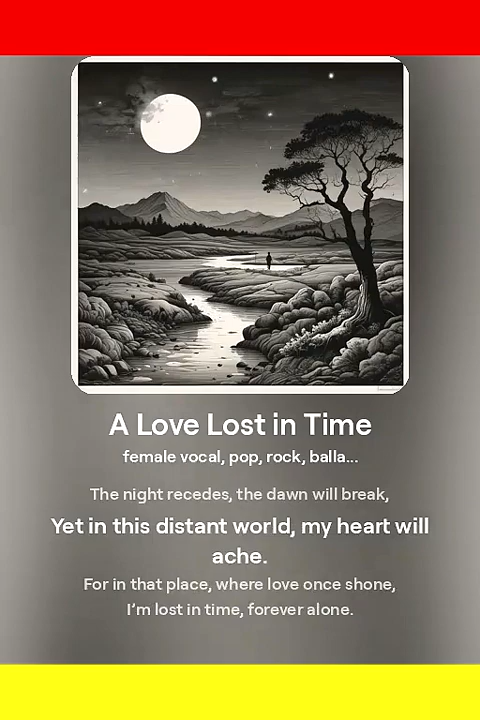 A Love Lost in Time
female vocal, pop, rock, balla...
The night recedes, the dawn will break,
Yet in this distant world, my heart will
ache.
For in that place, where love once shone,
I'm lost in time, forever alone.